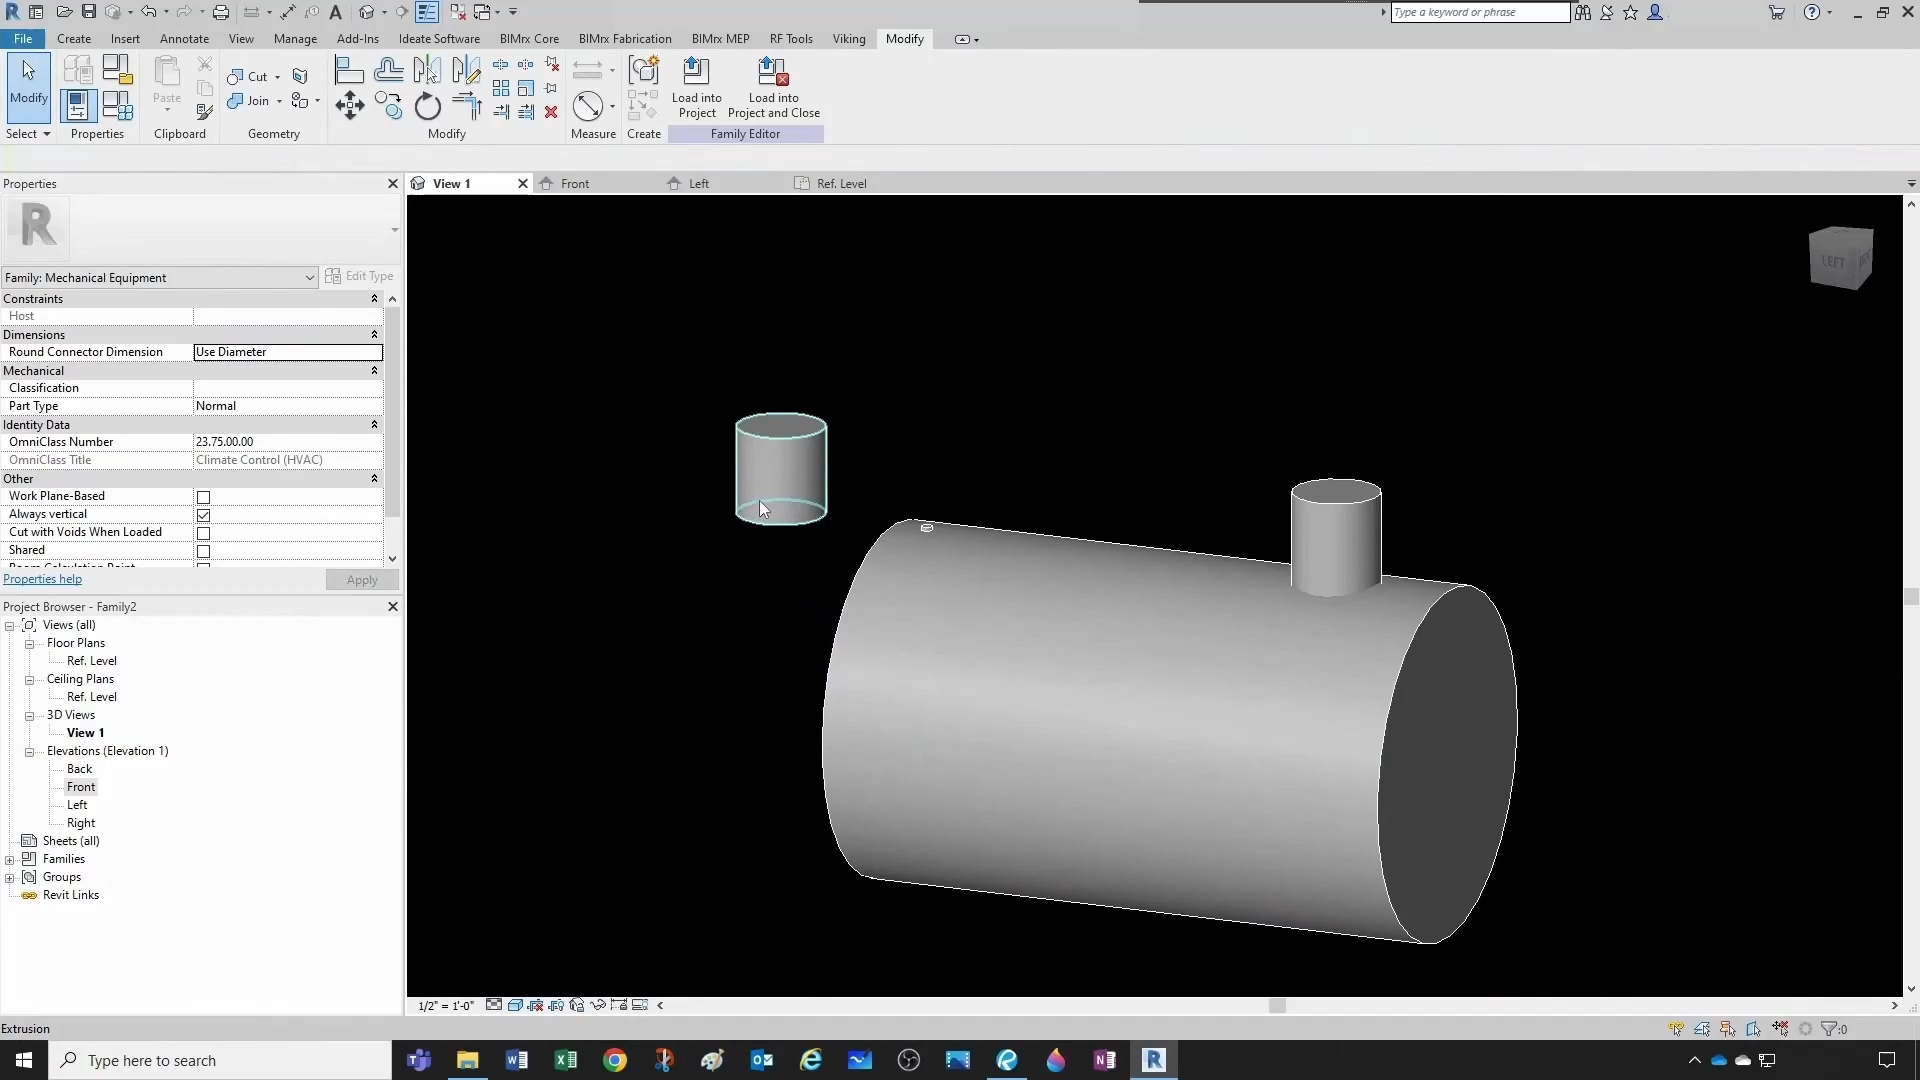 Type a keyword or phrase
File Create Insert Annotate View Manage Add-Ins Ideate Software BIMrx Core BIMrx Fabrication BIMrx MEP RF Tools Viking Modify
Modify
Paste
Cut
Join
Load into
Project
Load into
Project and Close
Select Properties Clipboard Geometry Modify Measure Create Family Editor
Properties
View 1 Front Left Ref. Level
R
LEFT
Family: Mechanical Equipment Edit Type
Constraints
Host
Dimensions
Round Connector Dimension Use Diameter
Mechanical
Classification
Part Type Normal
Identity Data
OmniClass Number 23.75.00.00
OmniClass Title Climate Control (HVAC)
Other
Work Plane-Based
Always vertical
Cut with Voids When Loaded
Shared
Properties help Apply
Project Browser - Family2
Views (all)
Floor Plans
Ref. Level
Ceiling Plans
Ref. Level
3D Views
View 1
Elevations (Elevation 1)
Back
Front
Left
Right
Sheets (all)
Families
Groups
Revit Links
1/2" = 1'-0"
Extrusion
:0
Type here to search